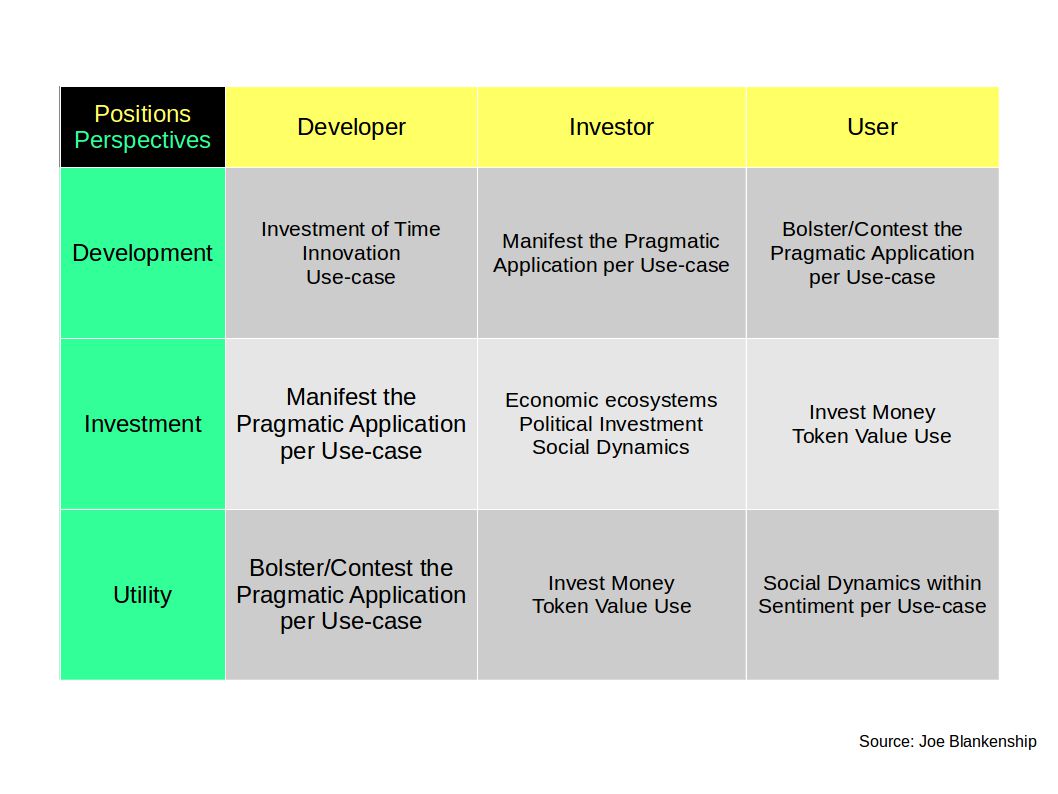 Positions
Perspectives
Developer
Investor
User
Development
Investment of Time
Innovation
Use-case
Manifest the Pragmatic
Application per Use-case
Bolster/Contest the
Pragmatic Application
per Use-case
Investment
Manifest the
Pragmatic Application
per Use-case
Economic ecosystems
Political Investment
Social Dynamics
Invest Money
Token Value Use
Utility
Bolster/Contest the
Pragmatic Application
per Use-case
Invest Money
Token Value Use
Social Dynamics within
Sentiment per Use-case
Source: Joe Blankenship